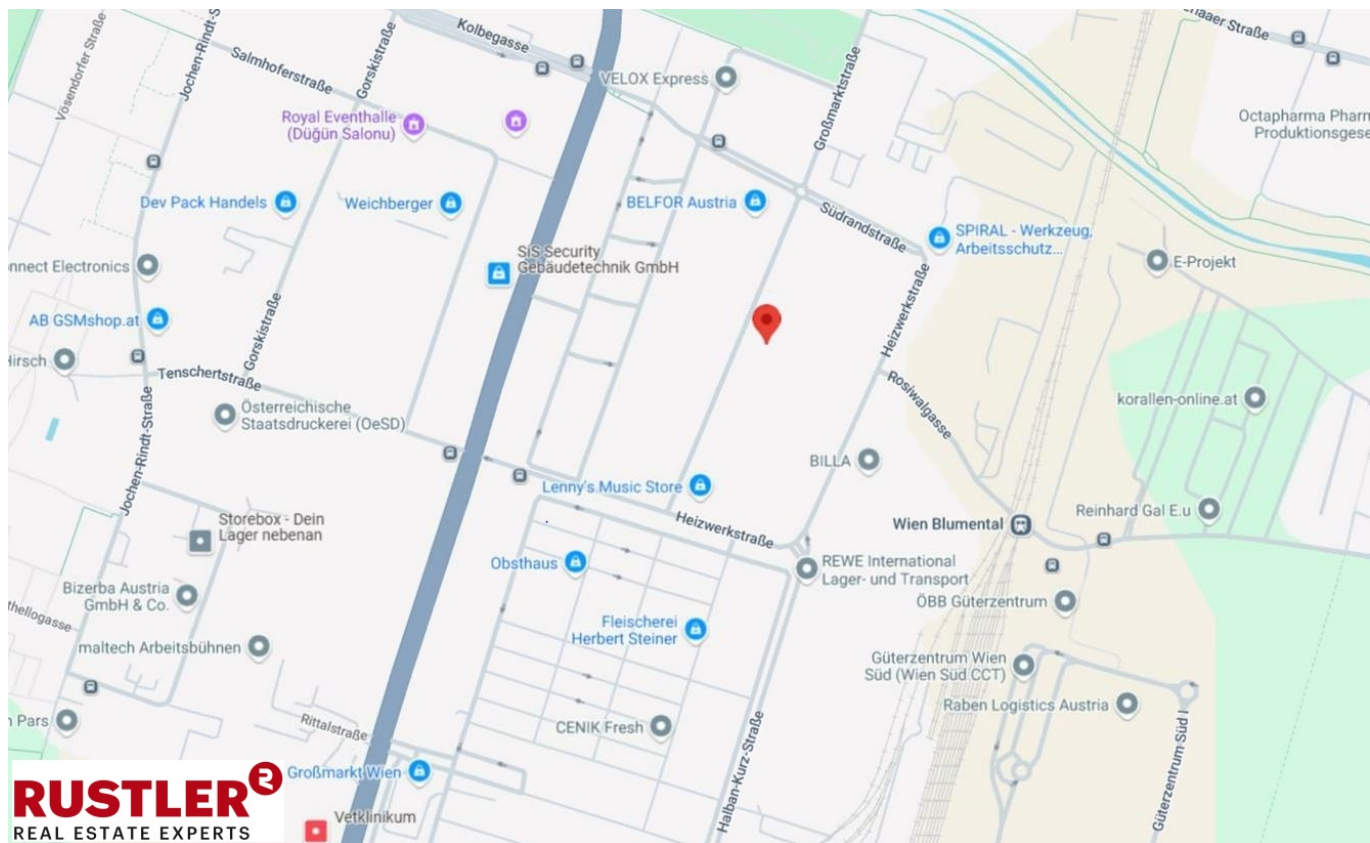 Vösendorfer Straße
Jochen-Rindt-S
Salmhoferstraße
Gorskistraße
Kolbegasse
VELOX Express
Großmarktstraße
enaaer Straße
Royal Eventhalle
(Düğün Salonu)
Octapharma Pharm
Produktionsgese
Dev Pack Handels
Weichberger
BELFOR Austria
Südrandstraße
SPIRAL - Werkzeug,
Arbeitsschutz...
SiS Security
Gebäudetechnik GmbH
onnect Electronics
E-Projekt
AB GSMshop.at
Gorskistraße
Heizwerkstraße
Hirsch
Tenschertstraße
Rosiwalgasse
Österreichische
Staatsdruckerei (OeSD)
korallen-online.at
Jochen-Rindt-Straße
BILLA
Lenny's Music Store
Heizwerkstraße
Wien Blumental
Reinhard Gal E.u
Storebox - Dein
Lager nebenan
Obsthaus
REWE International
Lager- und Transport
Bizerba Austria
GmbH & Co.
ÖBB Güterzentrum
thellogasse
Fleischerei
Herbert Steiner
maltech Arbeitsbühnen
Güterzentrum Wien
Süd (Wien Süd CCT)
Raben Logistics Austria
n Pars
Rittalstraße
CENIK Fresh
Halban-Kurz-Straße
Güterzentrum Süd I
Großmarkt Wien
Vetklinikum
RUSTLER
REAL ESTATE EXPERTS